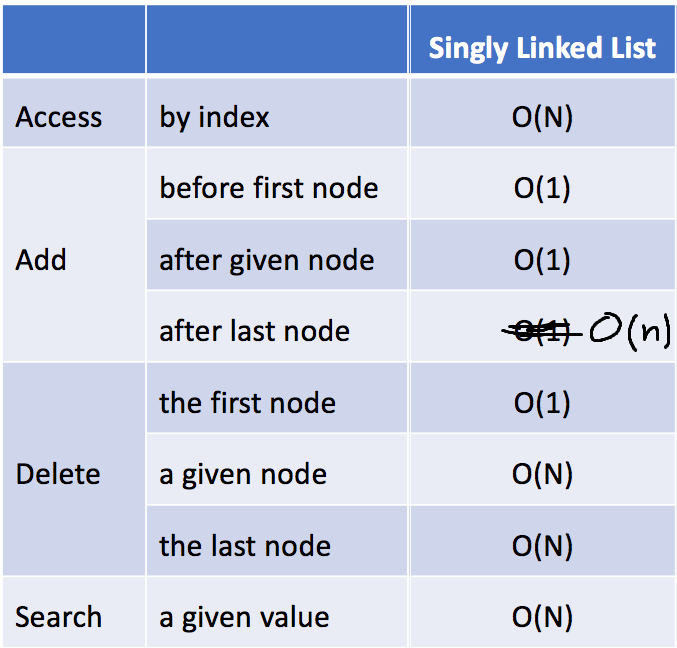 Singly Linked List
Access by index O(N)
before first node O(1)
Add after given node O(1)
after last node O(1) O(n)
the first node O(1)
Delete a given node O(N)
the last node O(N)
Search a given value O(N)